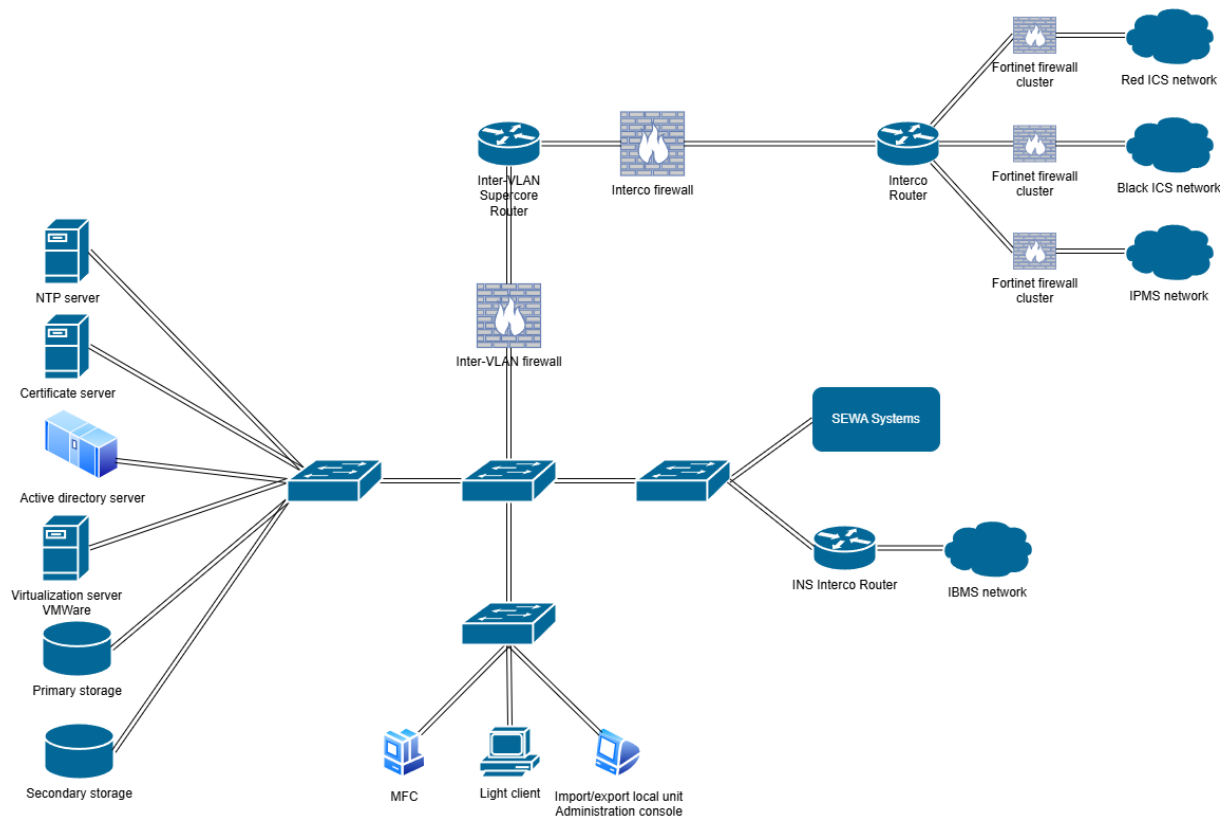 Fortinet firewall
cluster
Red ICS network
Inter-VLAN
Supercore
Router
Interco firewall
Interco
Router
Fortinet firewall
cluster
Black ICS network
Fortinet firewall
cluster
IPMS network
NTP server
Inter-VLAN firewall
Certificate server
SEWA Systems
Active directory server
Virtualization server
VMWare
INS Interco Router
IBMS network
Primary storage
Secondary storage
MFC
Light client
Import/export local unit
Administration console